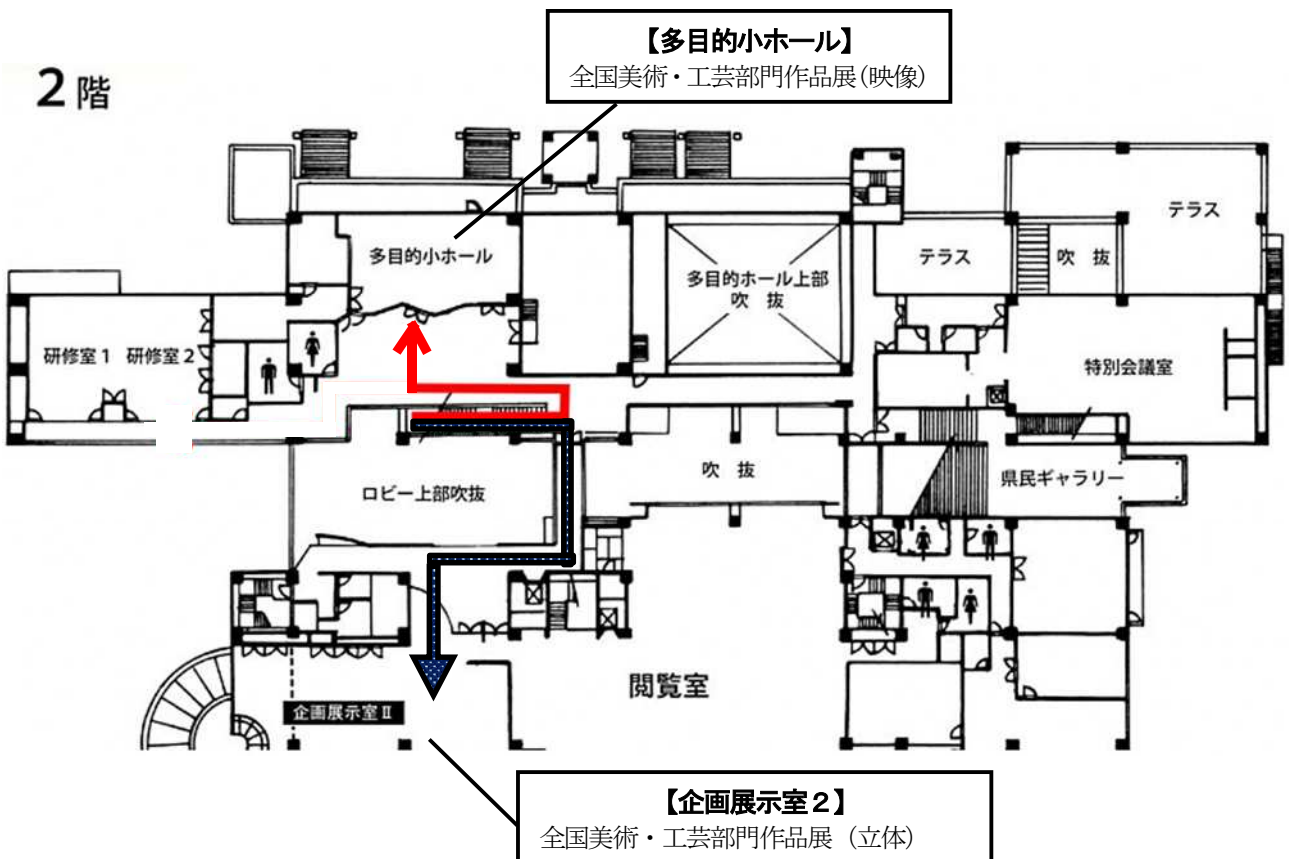 【多目的小ホール】
全国美術・工芸部門作品展(映像)
2階
テラス
多目的小ホール
テラス
吹 抜
多目的ホール上部
吹 抜
研修室1 研修室2
特別会議室
吹 抜
県民ギャラリー
ロビー上部吹抜
閲覧室
企画展示室Ⅱ
【企画展示室2】
全国美術・工芸部門作品展（立体）